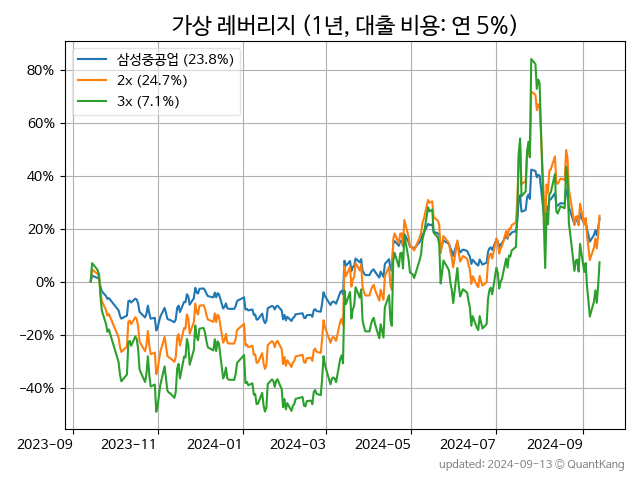 가상 레버리지 (1년, 대출 비용: 연 5%)
삼성중공업 (23.8%)
2x (24.7%)
3x (7.1%)
80%
60%
40%
20%
0%
−20%
−40%
2023-09
2023-11
2024-01
2024-03
2024-05
2024-07
2024-09
updated: 2024-09-13 © QuantKang